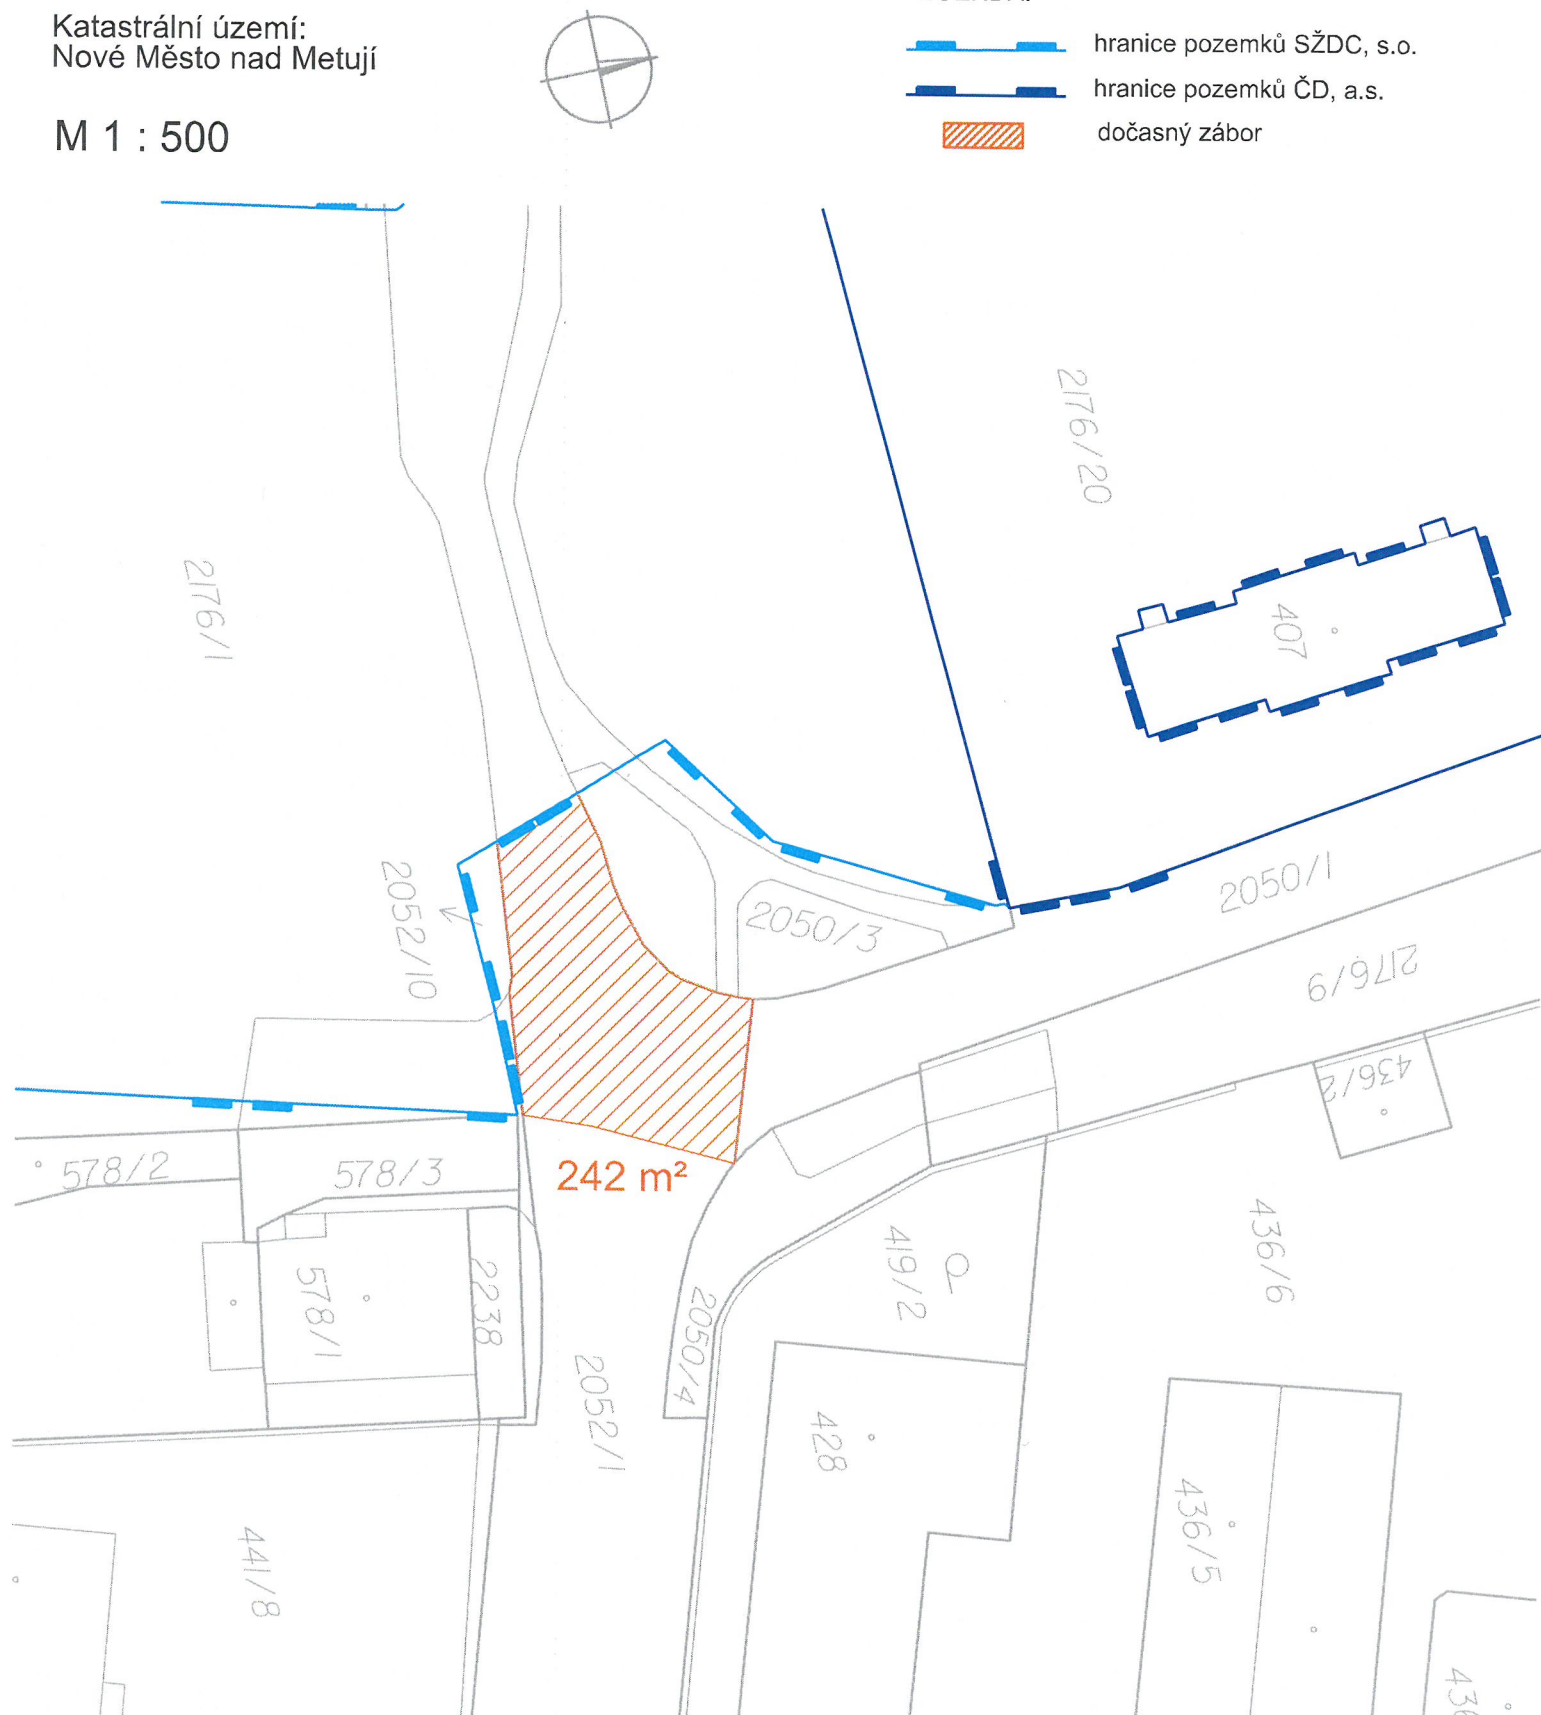 Katastrální území:
Nové Město nad Metují
M 1 : 500
hranice pozemků SŽDC, s.o.
hranice pozemků ČD, a.s.
dočasný zábor
2176/20
2176/1
407
2052/10
2050/3
2050/1
2176/9
436/2
578/2
578/3
242 m²
578/1
2238
2050/4
419/2
436/6
2052/1
428
436/5
441/8